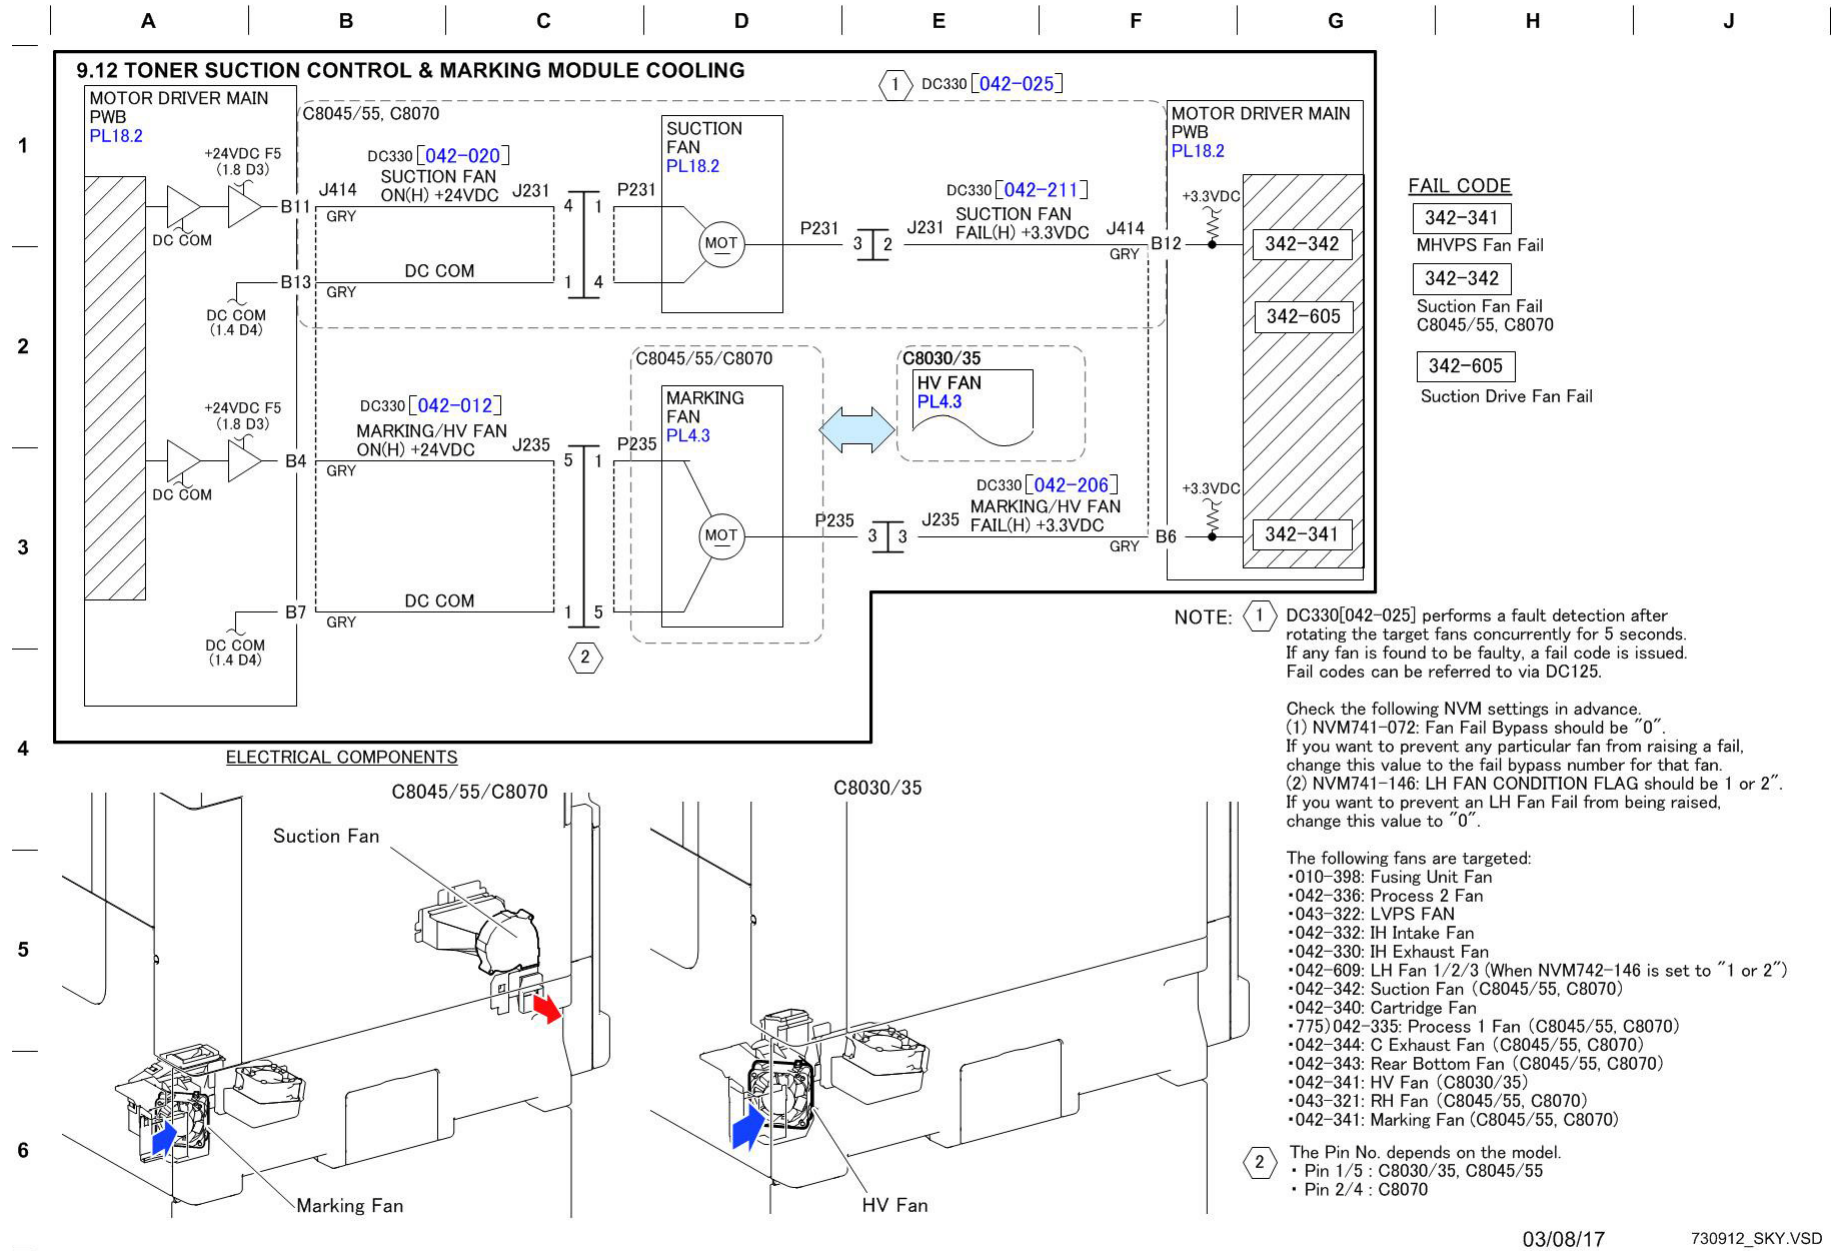 A B C D E F G H J
1
2
3
4
5
6
9.12 TONER SUCTION CONTROL & MARKING MODULE COOLING
1 DC330[042-025]
MOTOR DRIVER MAIN
PWB
PL18.2
C8045/55, C8070
+24VDC F5
(1.8 D3)
DC330[042-020]
SUCTION FAN
ON(H) +24VDC
J414
B11
GRY
J231
4 1
P231
DC COM
SUCTION
FAN
PL18.2
MOT
B13
GRY
DC COM
1 4
DC COM
(1.4 D4)
P231
3 2
J231
DC330[042-211]
SUCTION FAN
FAIL(H) +3.3VDC
J414
B12
GRY
MOTOR DRIVER MAIN
PWB
PL18.2
+3.3VDC
342-342
342-605
C8045/55/C8070
C8030/35
HV FAN
PL4.3
MARKING
FAN
PL4.3
MOT
+24VDC F5
(1.8 D3)
DC330[042-012]
MARKING/HV FAN
ON(H) +24VDC
J235
5 1
P235
B4
GRY
DC COM
B7
GRY
DC COM
1 5
DC COM
(1.4 D4)
2
P235
3 3
J235
DC330[042-206]
MARKING/HV FAN
FAIL(H) +3.3VDC
GRY
B6
+3.3VDC
342-341
FAIL CODE
342-341
MHVPS Fan Fail
342-342
Suction Fan Fail
C8045/55, C8070
342-605
Suction Drive Fan Fail
NOTE: 1 DC330[042-025] performs a fault detection after
rotating the target fans concurrently for 5 seconds.
If any fan is found to be faulty, a fail code is issued.
Fail codes can be referred to via DC125.
Check the following NVM settings in advance.
(1) NVM741-072: Fan Fail Bypass should be "0".
If you want to prevent any particular fan from raising a fail,
change this value to the fail bypass number for that fan.
(2) NVM741-146: LH FAN CONDITION FLAG should be 1 or 2".
If you want to prevent an LH Fan Fail from being raised,
change this value to "0".
The following fans are targeted:
・010-398: Fusing Unit Fan
・042-336: Process 2 Fan
・043-322: LVPS FAN
・042-332: IH Intake Fan
・042-330: IH Exhaust Fan
・042-609: LH Fan 1/2/3 (When NVM742-146 is set to "1 or 2")
・042-342: Suction Fan (C8045/55, C8070)
・042-340: Cartridge Fan
・775)042-335: Process 1 Fan (C8045/55, C8070)
・042-344: C Exhaust Fan (C8045/55, C8070)
・042-343: Rear Bottom Fan (C8045/55, C8070)
・042-341: HV Fan (C8030/35)
・043-321: RH Fan (C8045/55, C8070)
・042-341: Marking Fan (C8045/55, C8070)
2 The Pin No. depends on the model.
・ Pin 1/5 : C8030/35, C8045/55
・ Pin 2/4 : C8070
ELECTRICAL COMPONENTS
C8045/55/C8070
Suction Fan
Marking Fan
C8030/35
HV Fan
03/08/17
730912_SKY.VSD